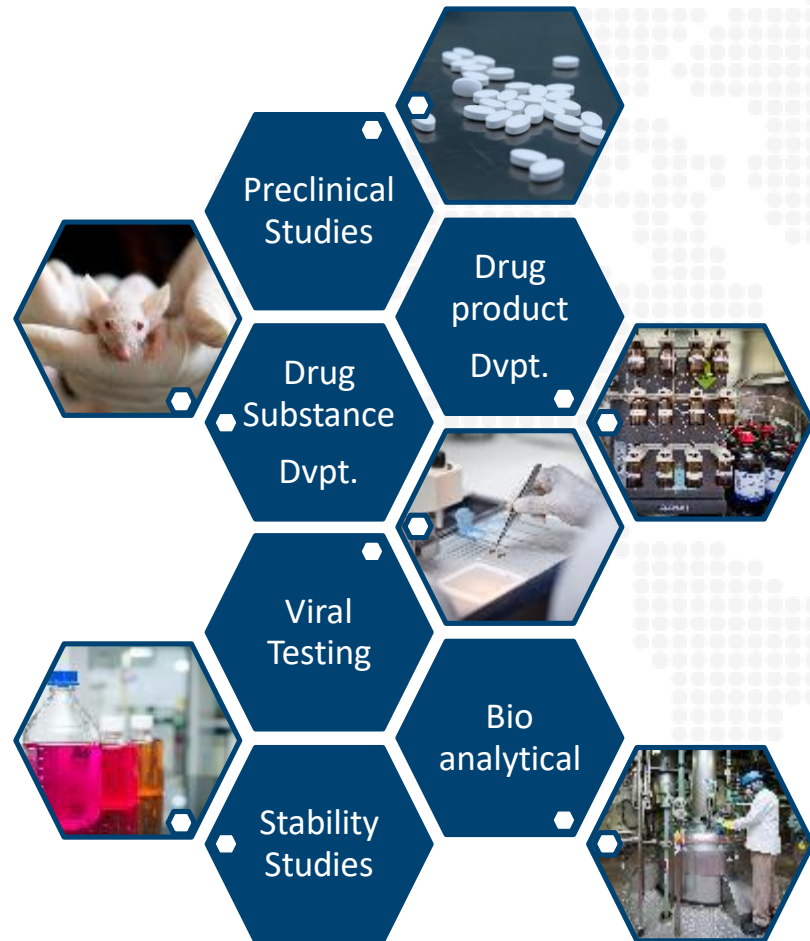 Preclinical
Studies
Drug
product
Dvpt.
Drug
Substance
Dvpt.
Viral
Testing
Bio
analytical
Stability
Studies